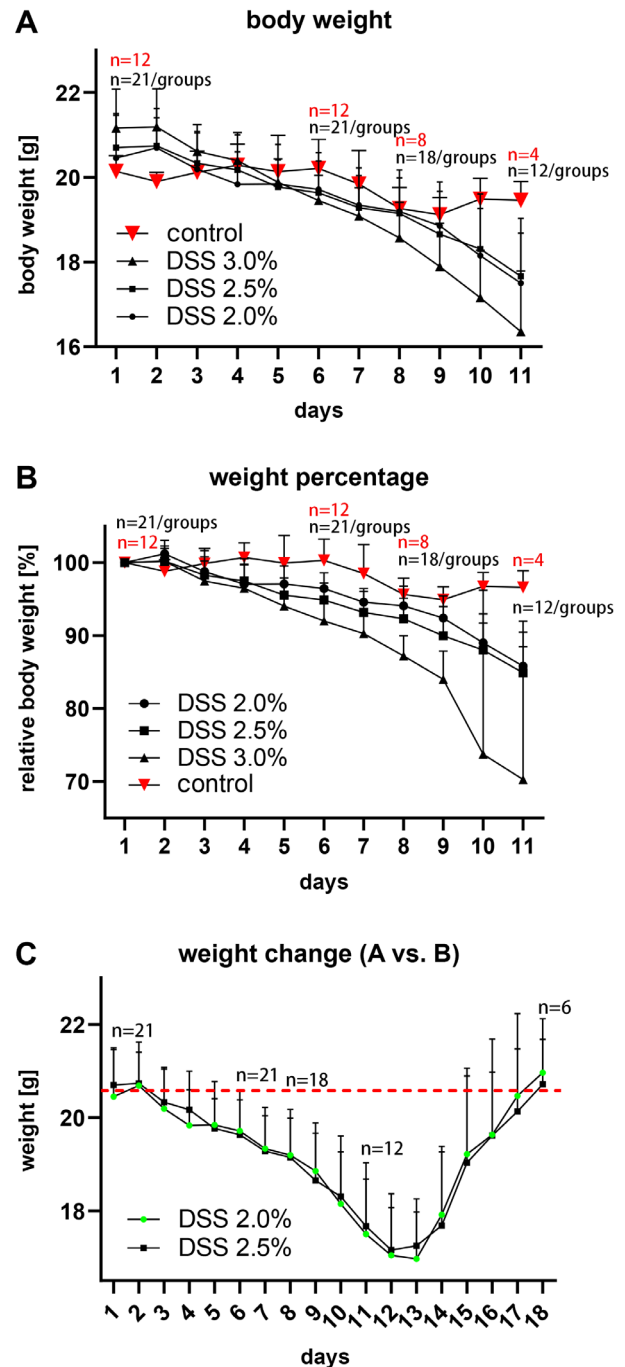 A
body weight
n=12
n=21/groups
n=12
n=21/groups
n=8
n=18/groups
n=4
n=12/groups
body weight [g]
22
20
18
16
control
DSS 3.0%
DSS 2.5%
DSS 2.0%
1 2 3 4 5 6 7 8 9 10 11
days
B
weight percentage
n=21/groups
n=12
n=12
n=21/groups
n=8
n=18/groups
n=4
n=12/groups
relative body weight [%]
100
90
80
70
DSS 2.0%
DSS 2.5%
DSS 3.0%
control
1 2 3 4 5 6 7 8 9 10 11
days
C
weight change (A vs. B)
n=21
n=21
n=18
n=12
n=6
weight [g]
22
20
18
DSS 2.0%
DSS 2.5%
1 2 3 4 5 6 7 8 9 10 11 12 13 14 15 16 17 18
days